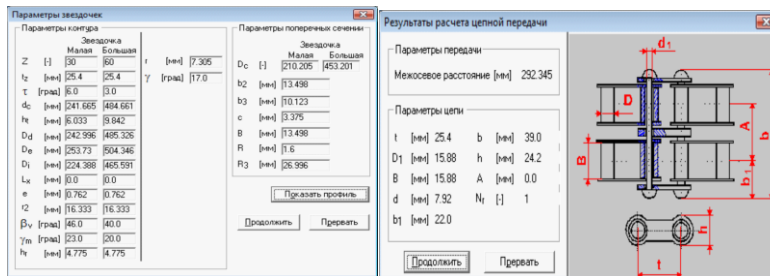 Параметры звездочек
Параметры контура
Звездочка
Малая Большая
Z [-] 30 60
tz [мм] 25.4 25.4
τ [град] 6.0 3.0
dc [мм] 241.665 484.661
ht [мм] 6.033 9.842
Dd [мм] 242.996 485.326
De [мм] 253.73 504.346
Di [мм] 224.388 465.591
Lx [мм] 0.0 0.0
e [мм] 0.762 0.762
r2 [мм] 16.333 16.333
βv [град] 46.0 40.0
γm [град] 23.0 20.0
hr [мм] 4.775 4.775
r [мм] 7.305
γ [град] 17.0
Параметры поперечных сечении
Звездочка
Малая Большая
Dc [-] 210.205 453.201
b2 [мм] 13.498
b3 [мм] 10.123
c [мм] 3.375
B [мм] 13.498
R [мм] 1.6
R3 [мм] 26.996
Показать профиль
Продолжить Прервать
Результаты расчета цепной передачи
Параметры передачи
Межосевое расстояние [мм] 292.345
Параметры цепи
t [мм] 25.4 b [мм] 39.0
D1 [мм] 15.88 h [мм] 24.2
B [мм] 15.88 A [мм] 0.0
d [мм] 7.92 Nr [-] 1
b1 [мм] 22.0
Продолжить Прервать
d1
D
A
b
B
b1
h
t